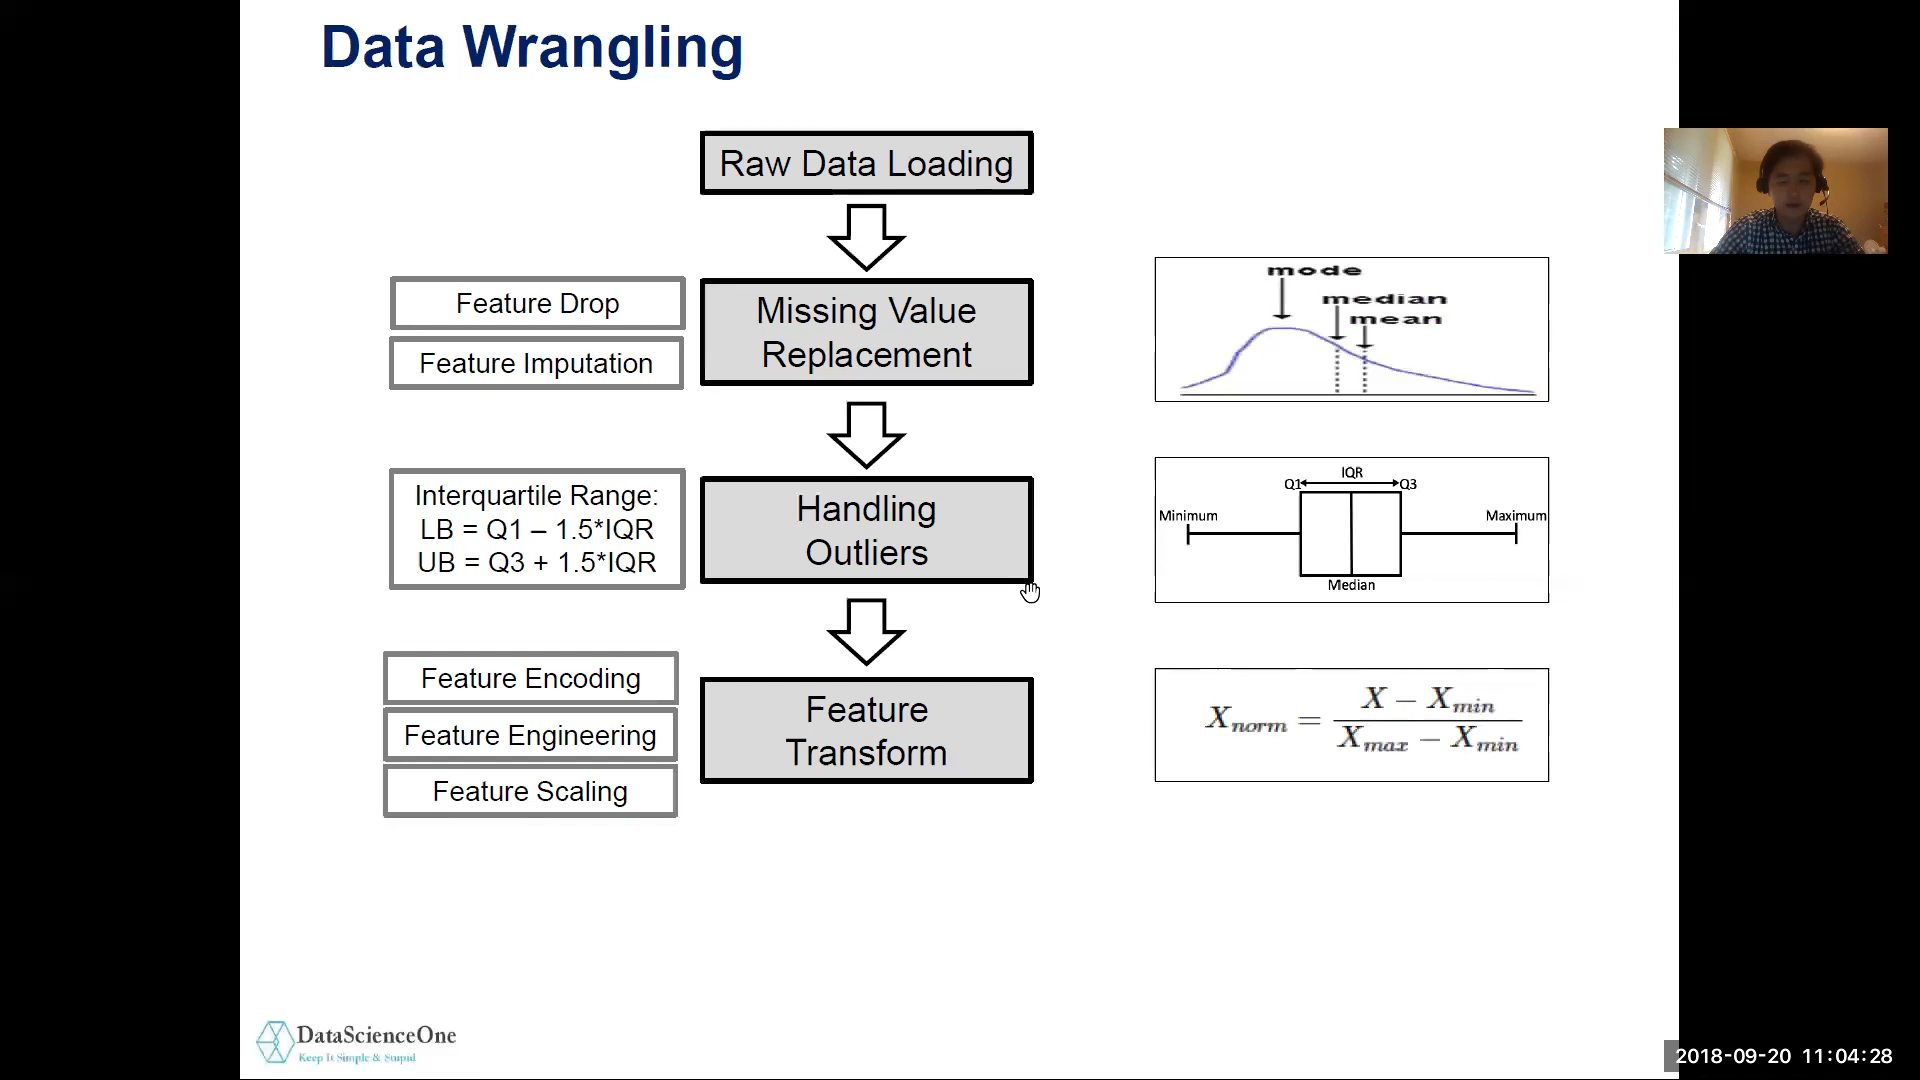 Data Wrangling
Raw Data Loading
Feature Drop
Feature Imputation
Missing Value
Replacement
mode
median
mean
Interquartile Range:
LB = Q1 – 1.5*IQR
UB = Q3 + 1.5*IQR
Handling
Outliers
IQR
Q1
Q3
Minimum
Maximum
Median
Feature Encoding
Feature Engineering
Feature Scaling
Feature
Transform
X_norm = (X − X_min) / (X_max − X_min)
DataScienceOne
Keep It Simple & Stupid
2018-09-20 11:04:28